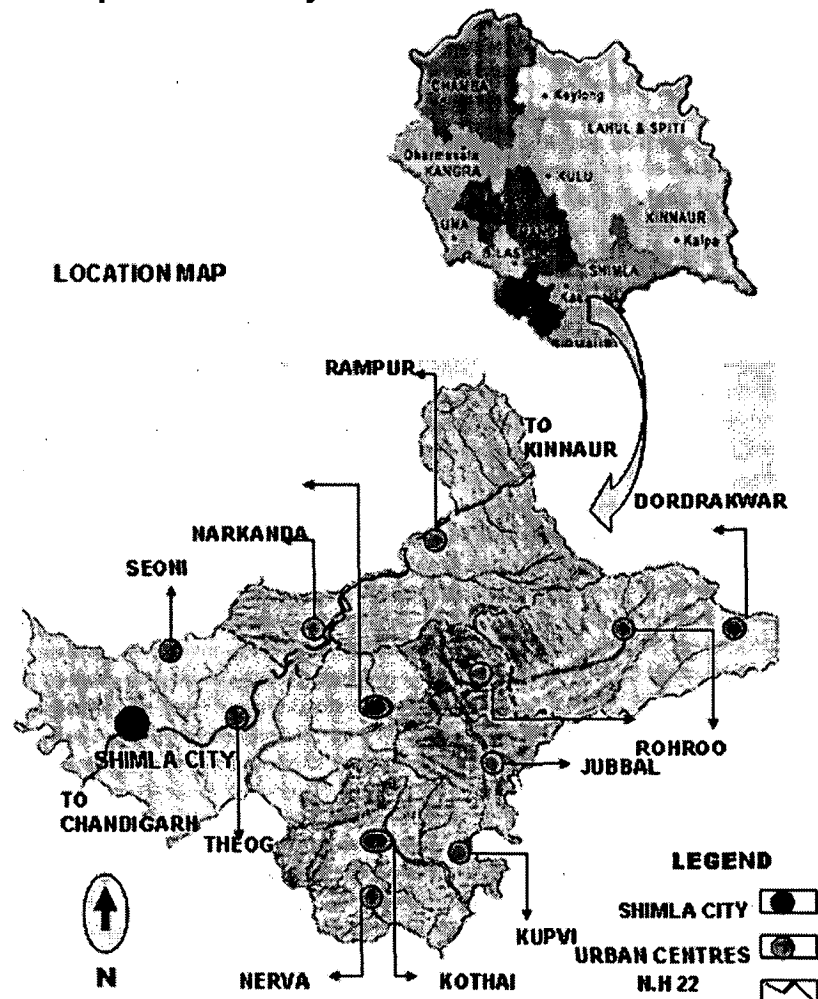 CHAMBA
Keylong
LAHUL & SPITI
Dharmasala
KANGRA
KULU
KINNAUR
UNA
Kalpa
SHIMLA
LOCATION MAP
RAMPUR
TO
KINNAUR
DORDRAKWAR
NARKANDA
SEONI
SHIMLA CITY
ROHROO
JUBBAL
TO
CHANDIGARH
THEOG
LEGEND
SHIMLA CITY
KUPVI
URBAN CENTRES
N
NERVA
KOTHAI
N.H 22